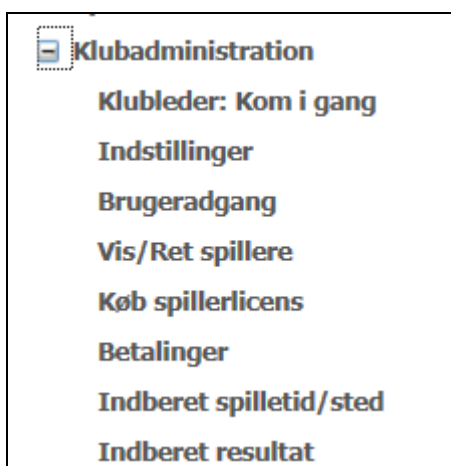 Klubadministration
Klubleder: Kom i gang
Indstillinger
Brugeradgang
Vis/Ret spillere
Køb spillerlicens
Betalinger
Indberet spilletid/sted
Indberet resultat